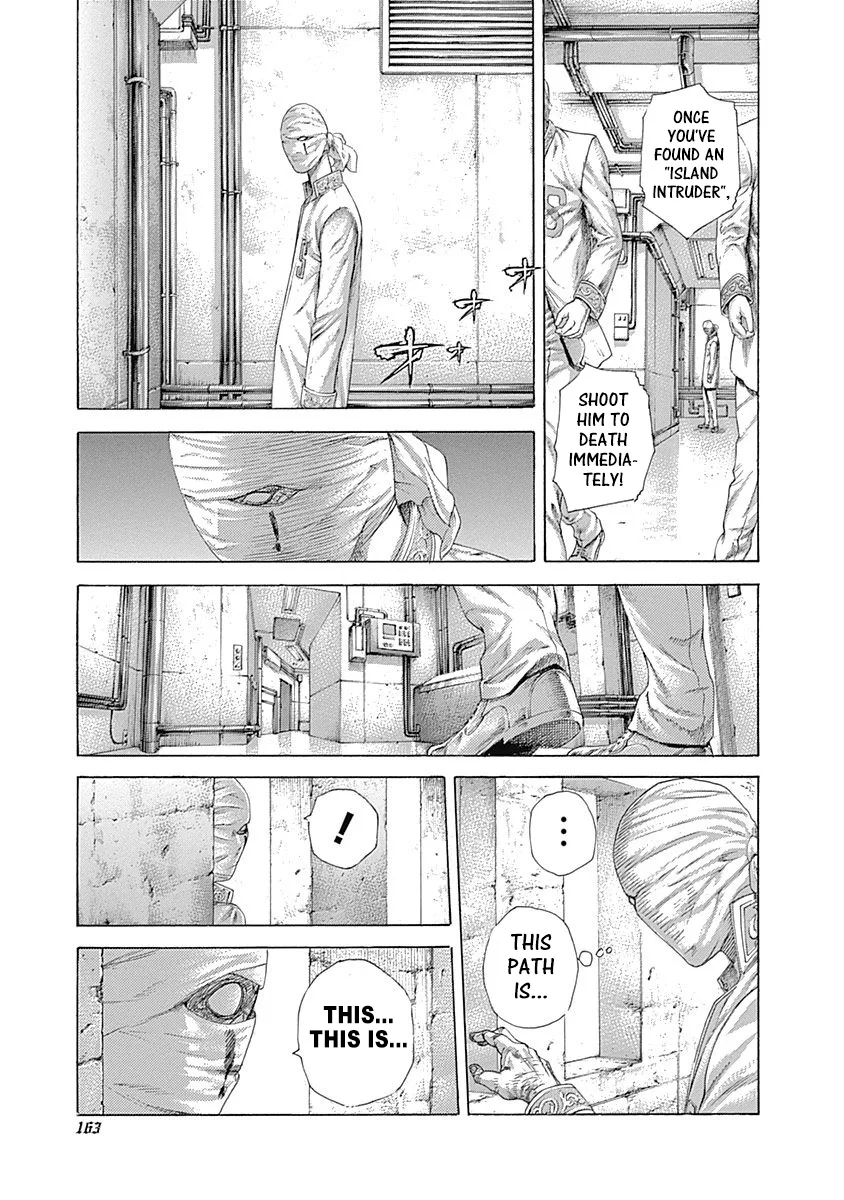 ONCE
YOU'VE
FOUND AN
"ISLAND
INTRUDER",
SHOOT
HIM TO
DEATH
IMMEDIA-
TELY!
S
S
オ
オ
オ
オ
...
THIS
PATH
IS...
!
THIS...
THIS IS...
163